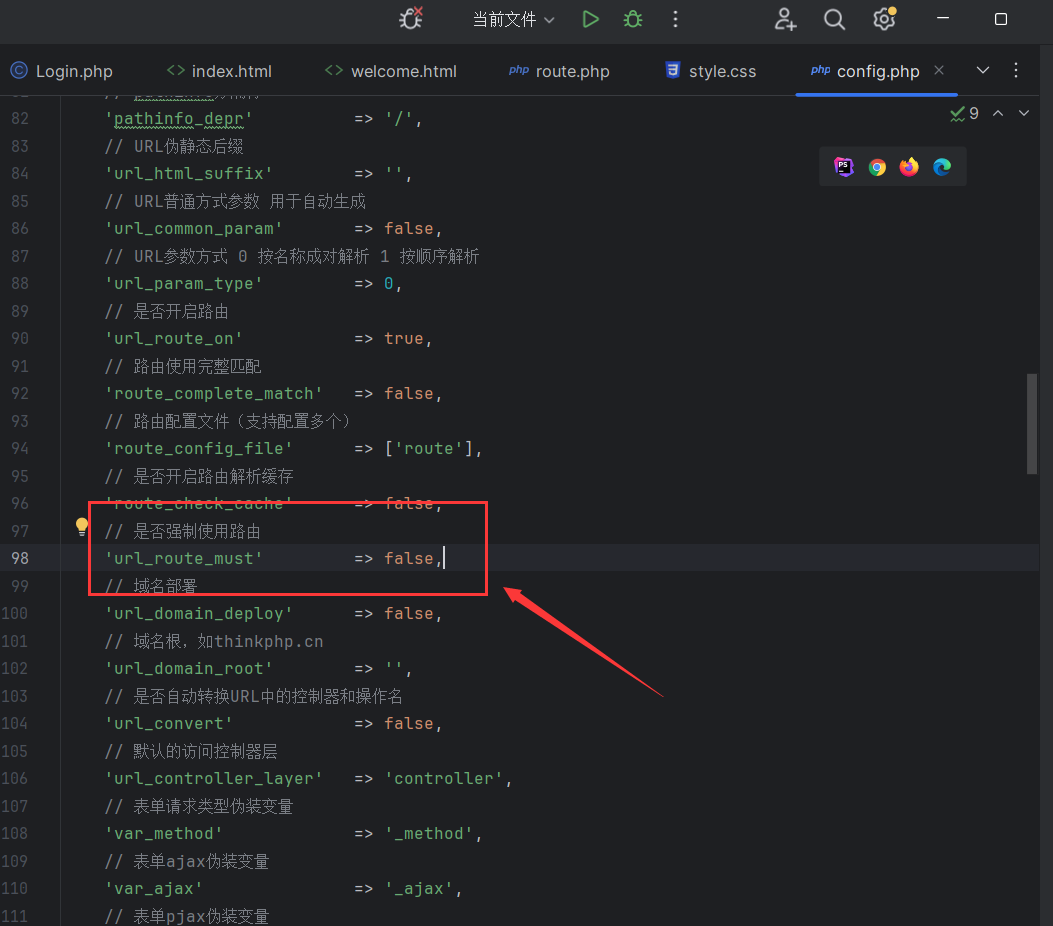 当前文件
Login.php index.html welcome.html route.php style.css config.php
9
82 'pathinfo_depr' => '/',
83 // URL伪静态后缀
84 'url_html_suffix' => '',
85 // URL普通方式参数 用于自动生成
86 'url_common_param' => false,
87 // URL参数方式 0 按名称成对解析 1 按顺序解析
88 'url_param_type' => 0,
89 // 是否开启路由
90 'url_route_on' => true,
91 // 路由使用完整匹配
92 'route_complete_match' => false,
93 // 路由配置文件（支持配置多个）
94 'route_config_file' => ['route'],
95 // 是否开启路由解析缓存
96 'route_check_cache' => false,
97 // 是否强制使用路由
98 'url_route_must' => false,
99 // 域名部署
100 'url_domain_deploy' => false,
101 // 域名根，如thinkphp.cn
102 'url_domain_root' => '',
103 // 是否自动转换URL中的控制器和操作名
104 'url_convert' => false,
105 // 默认的访问控制器层
106 'url_controller_layer' => 'controller',
107 // 表单请求类型伪装变量
108 'var_method' => '_method',
109 // 表单ajax伪装变量
110 'var_ajax' => '_ajax',
111 // 表单pjax伪装变量